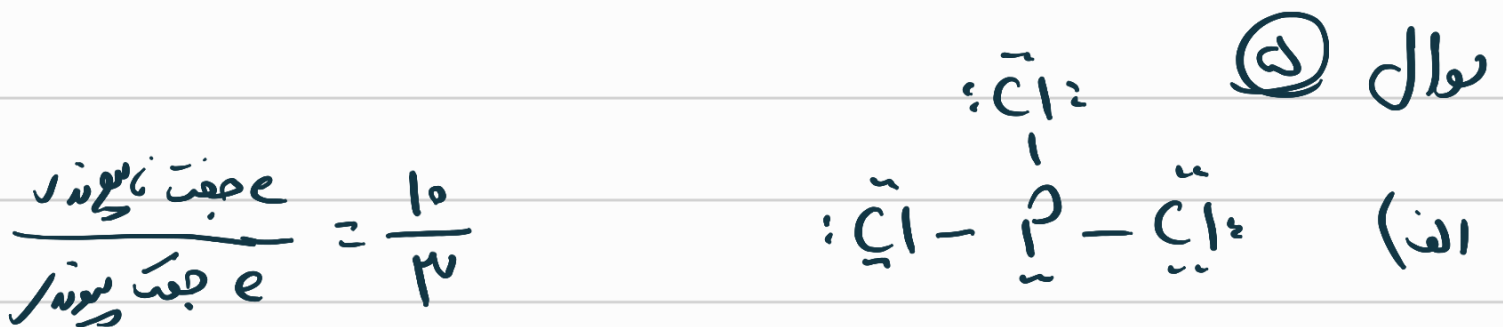 سوال ۵
الف)
:Cl:
|
:Cl – P – Cl:
جفت e ناپیوندی / جفت e پیوندی = ۱۰/۳